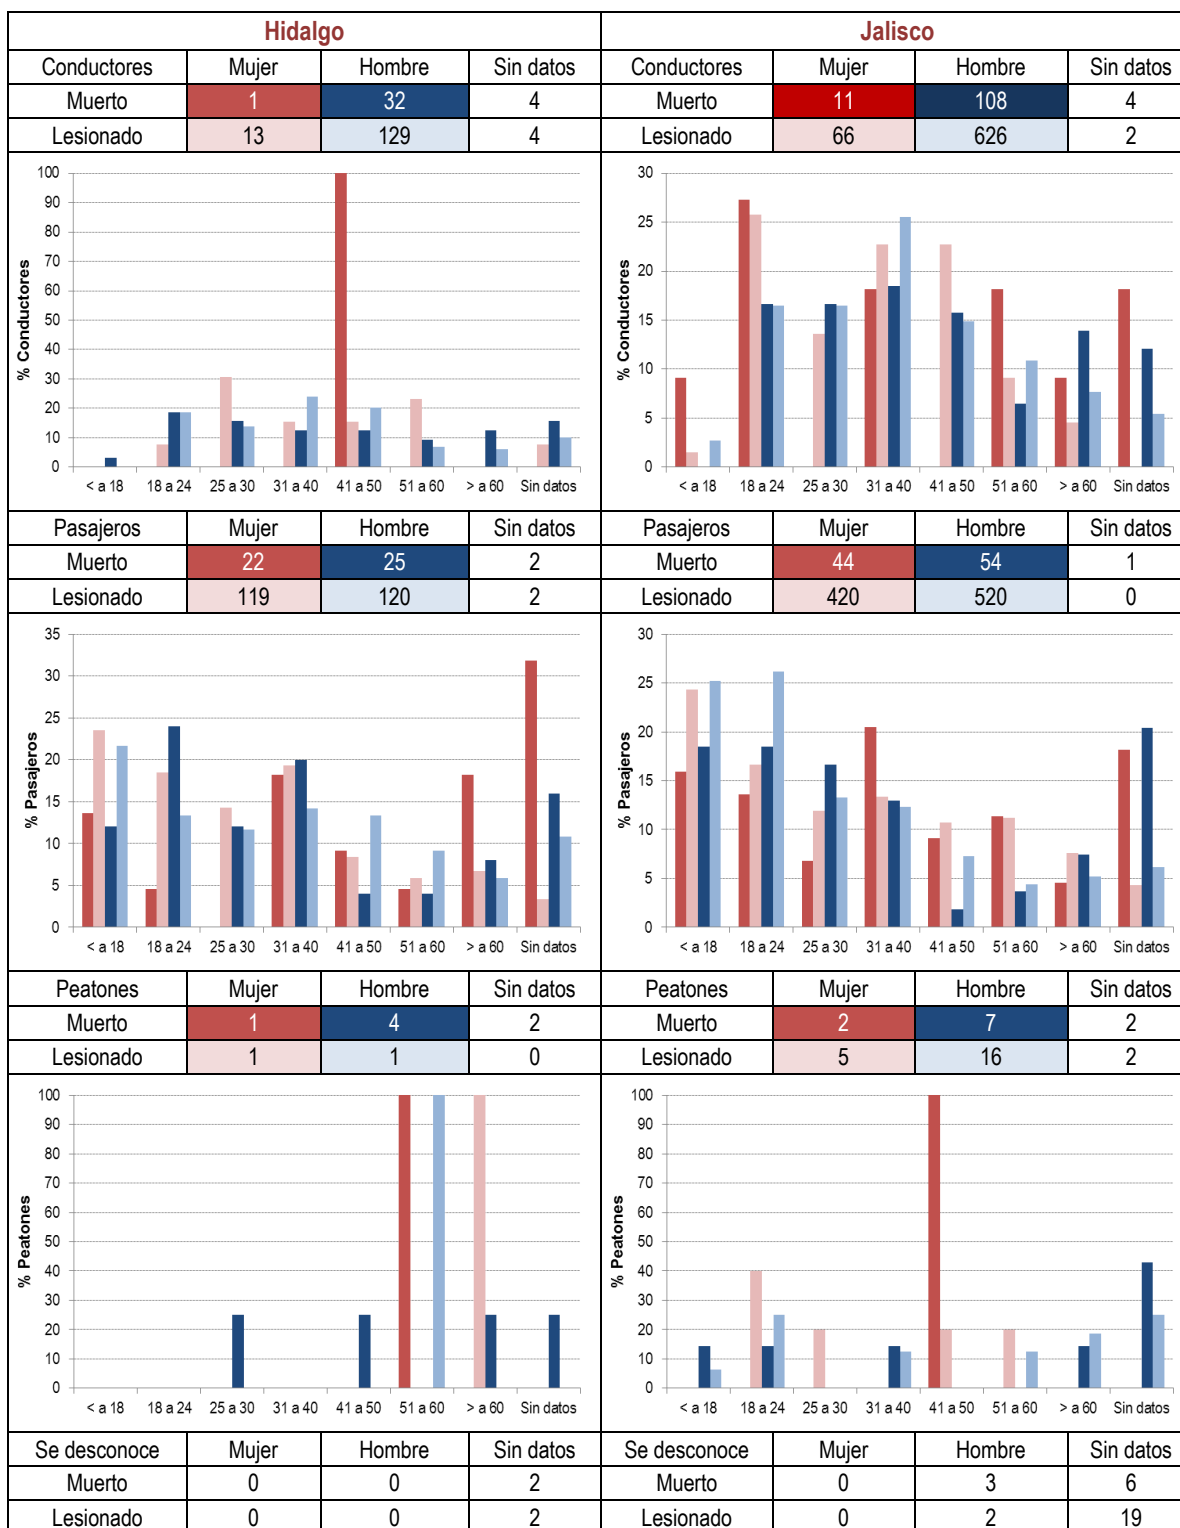 Hidalgo Jalisco
Conductores Mujer Hombre Sin datos Conductores Mujer Hombre Sin datos
Muerto 1 32 4 Muerto 11 108 4
Lesionado 13 129 4 Lesionado 66 626 2
% Conductores
100
90
80
70
60
50
40
30
20
10
0
< a 18 18 a 24 25 a 30 31 a 40 41 a 50 51 a 60 > a 60 Sin datos
% Conductores
30
25
20
15
10
5
0
< a 18 18 a 24 25 a 30 31 a 40 41 a 50 51 a 60 > a 60 Sin datos
Pasajeros Mujer Hombre Sin datos Pasajeros Mujer Hombre Sin datos
Muerto 22 25 2 Muerto 44 54 1
Lesionado 119 120 2 Lesionado 420 520 0
% Pasajeros
35
30
25
20
15
10
5
0
< a 18 18 a 24 25 a 30 31 a 40 41 a 50 51 a 60 > a 60 Sin datos
% Pasajeros
30
25
20
15
10
5
0
< a 18 18 a 24 25 a 30 31 a 40 41 a 50 51 a 60 > a 60 Sin datos
Peatones Mujer Hombre Sin datos Peatones Mujer Hombre Sin datos
Muerto 1 4 2 Muerto 2 7 2
Lesionado 1 1 0 Lesionado 5 16 2
% Peatones
100
90
80
70
60
50
40
30
20
10
0
< a 18 18 a 24 25 a 30 31 a 40 41 a 50 51 a 60 > a 60 Sin datos
% Peatones
100
90
80
70
60
50
40
30
20
10
0
< a 18 18 a 24 25 a 30 31 a 40 41 a 50 51 a 60 > a 60 Sin datos
Se desconoce Mujer Hombre Sin datos Se desconoce Mujer Hombre Sin datos
Muerto 0 0 2 Muerto 0 3 6
Lesionado 0 0 2 Lesionado 0 2 19